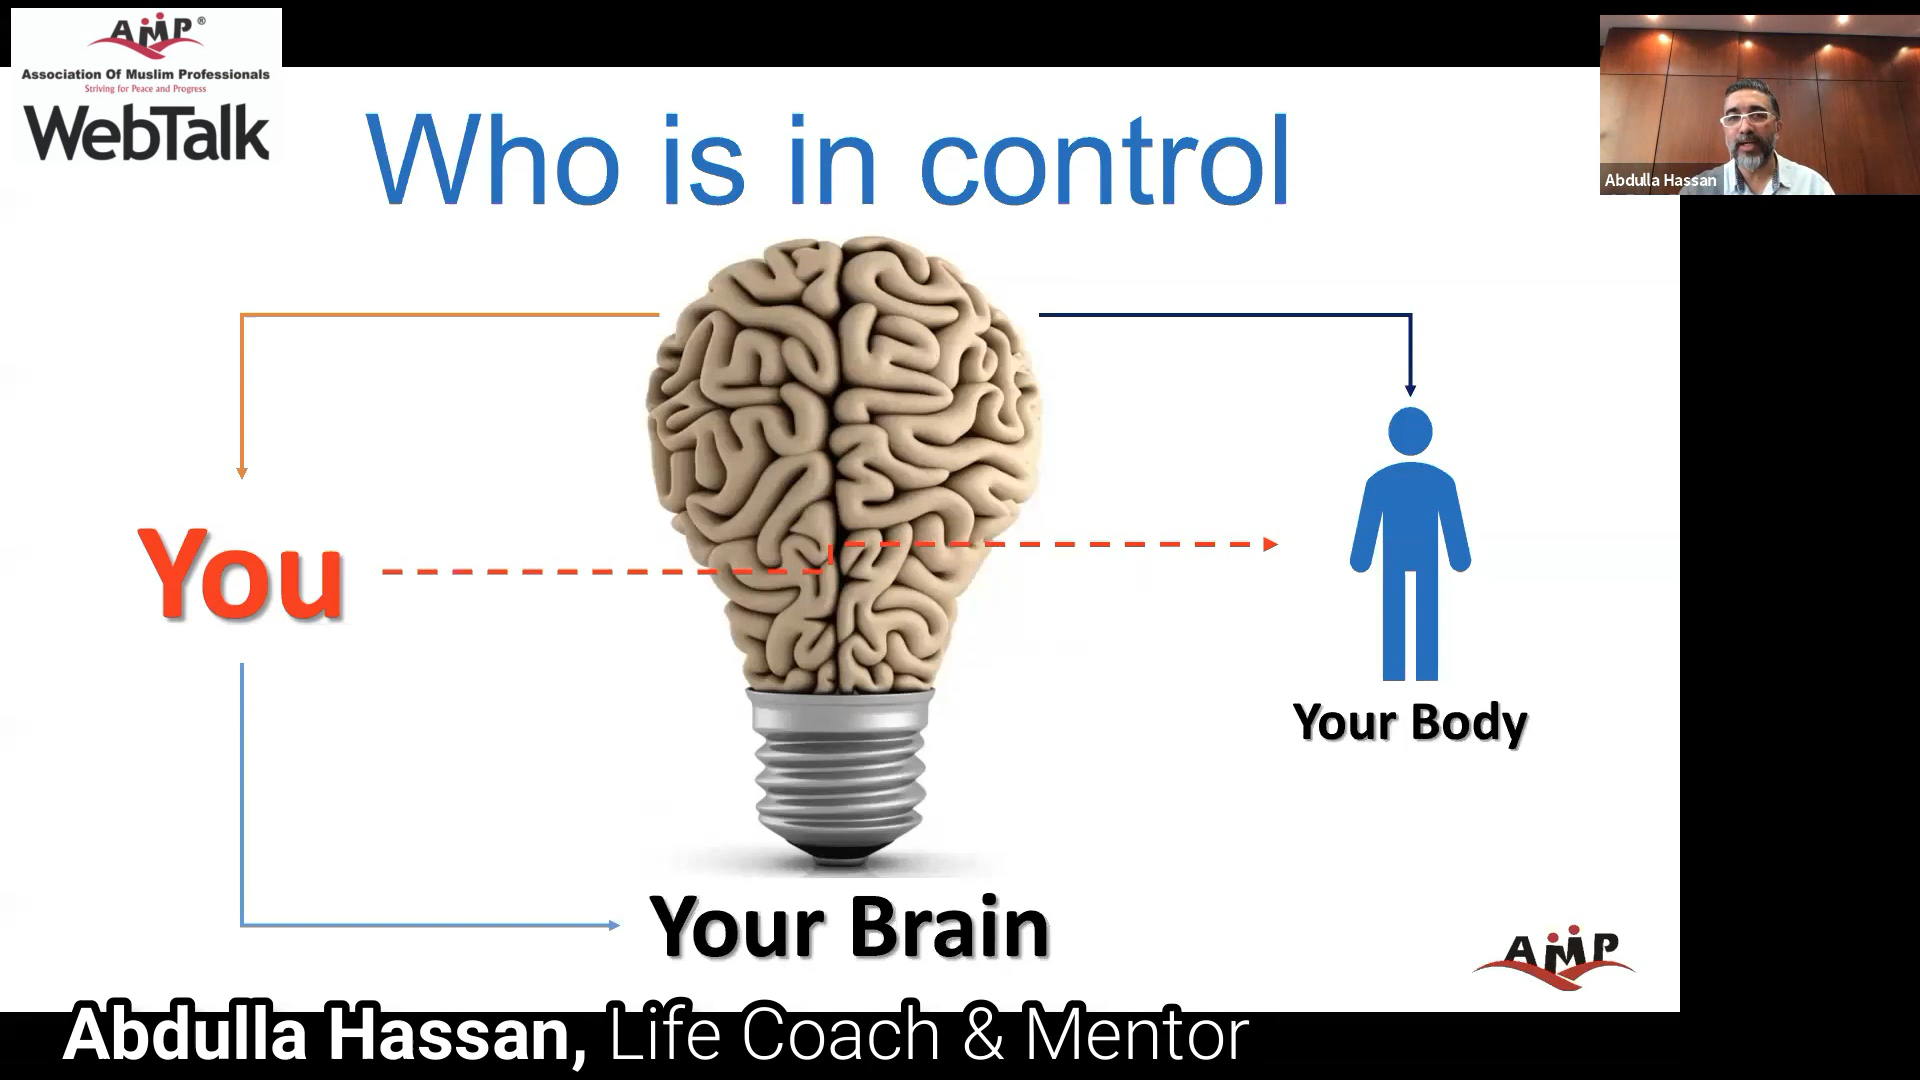 AMP®
Association Of Muslim Professionals
Striving for Peace and Progress
WebTalk
Who is in control
Abdulla Hassan
You
Your Body
Your Brain
AMP
Abdulla Hassan, Life Coach & Mentor